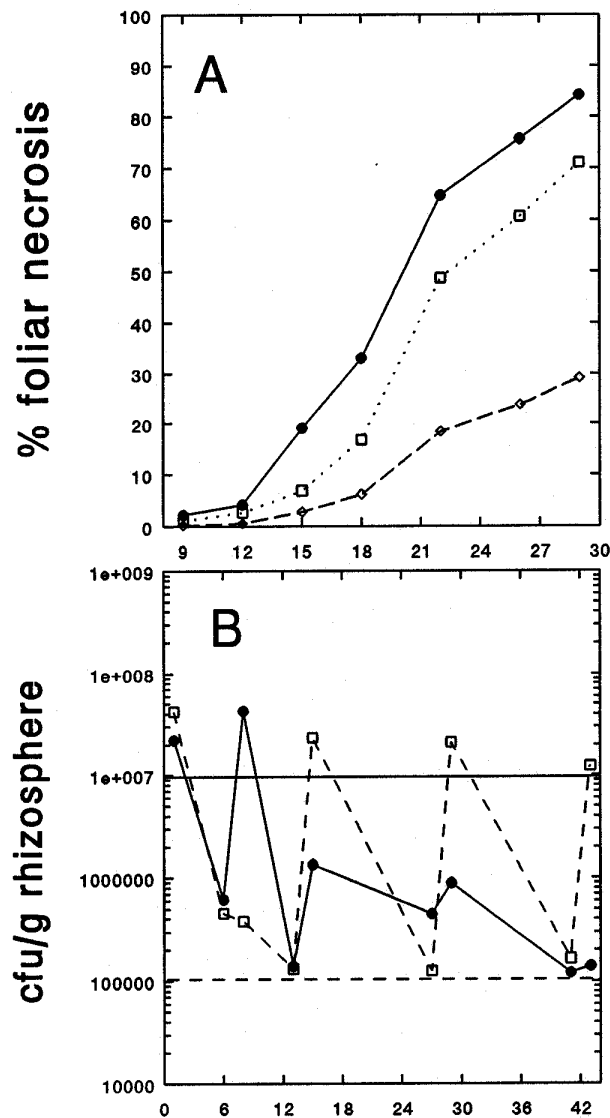 A
% foliar necrosis
100
90
80
70
60
50
40
30
20
10
0
9 12 15 18 21 24 27 30
B
cfu/g rhizosphere
1e+009
1e+008
1e+007
1000000
100000
10000
0 6 12 18 24 30 36 42